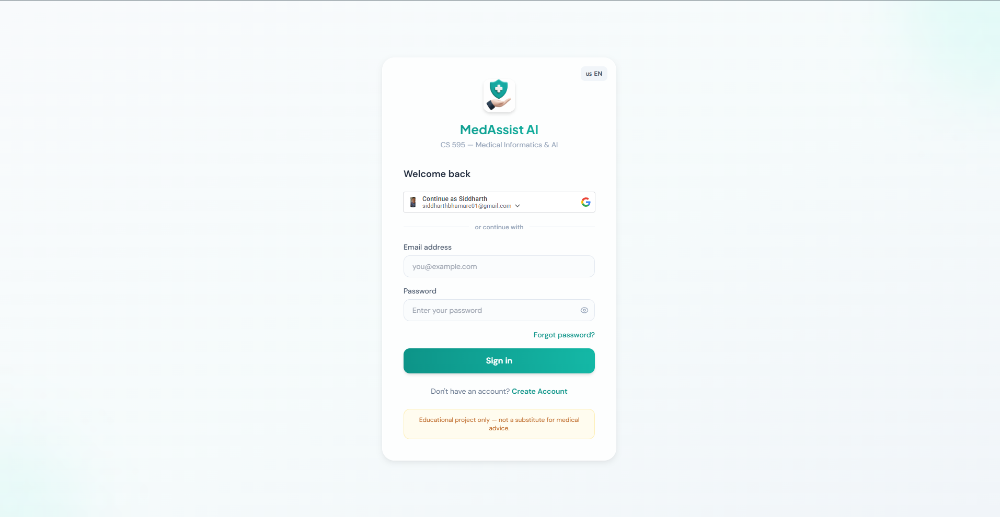 us EN
MedAssist AI
CS 595 — Medical Informatics & AI
Welcome back
Continue as Siddharth
siddharthbhamare01@gmail.com
or continue with
Email address
you@example.com
Password
Enter your password
Forgot password?
Sign in
Don't have an account? Create Account
Educational project only — not a substitute for medical
advice.